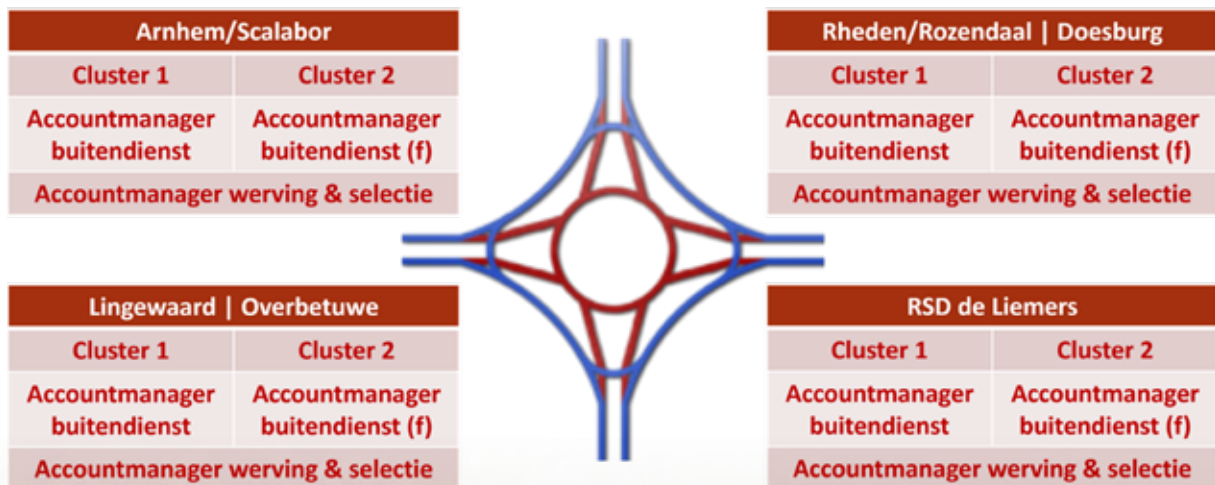 Arnhem/Scalabor
Cluster 1 Cluster 2
Accountmanager buitendienst Accountmanager buitendienst (f)
Accountmanager werving & selectie
Rheden/Rozendaal | Doesburg
Cluster 1 Cluster 2
Accountmanager buitendienst Accountmanager buitendienst (f)
Accountmanager werving & selectie
Lingewaard | Overbetuwe
Cluster 1 Cluster 2
Accountmanager buitendienst Accountmanager buitendienst (f)
Accountmanager werving & selectie
RSD de Liemers
Cluster 1 Cluster 2
Accountmanager buitendienst Accountmanager buitendienst (f)
Accountmanager werving & selectie